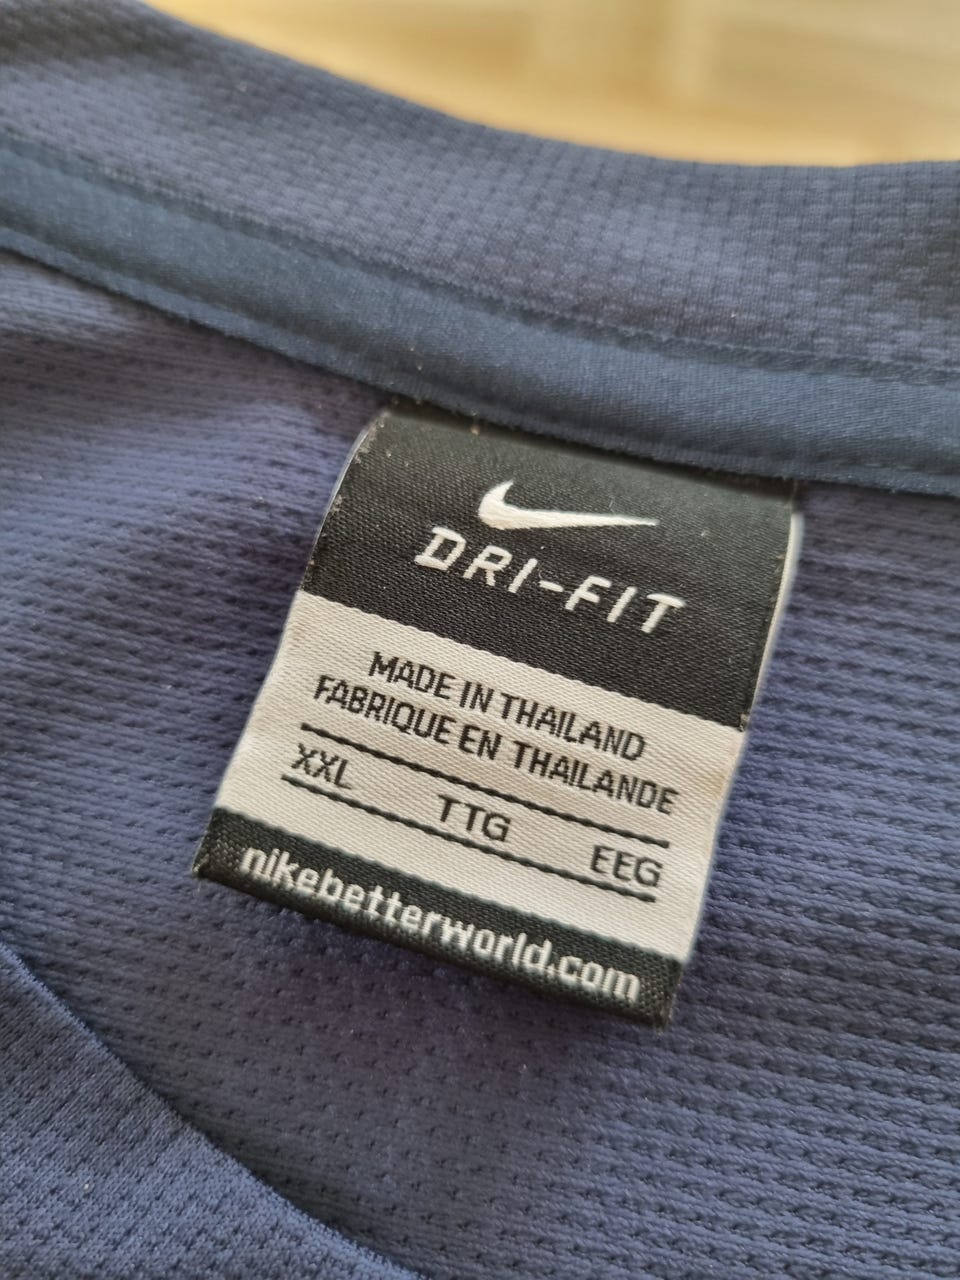 DRI-FIT
MADE IN THAILAND
FABRIQUE EN THAILANDE
XXL TTG EEG
nikebetterworld.com